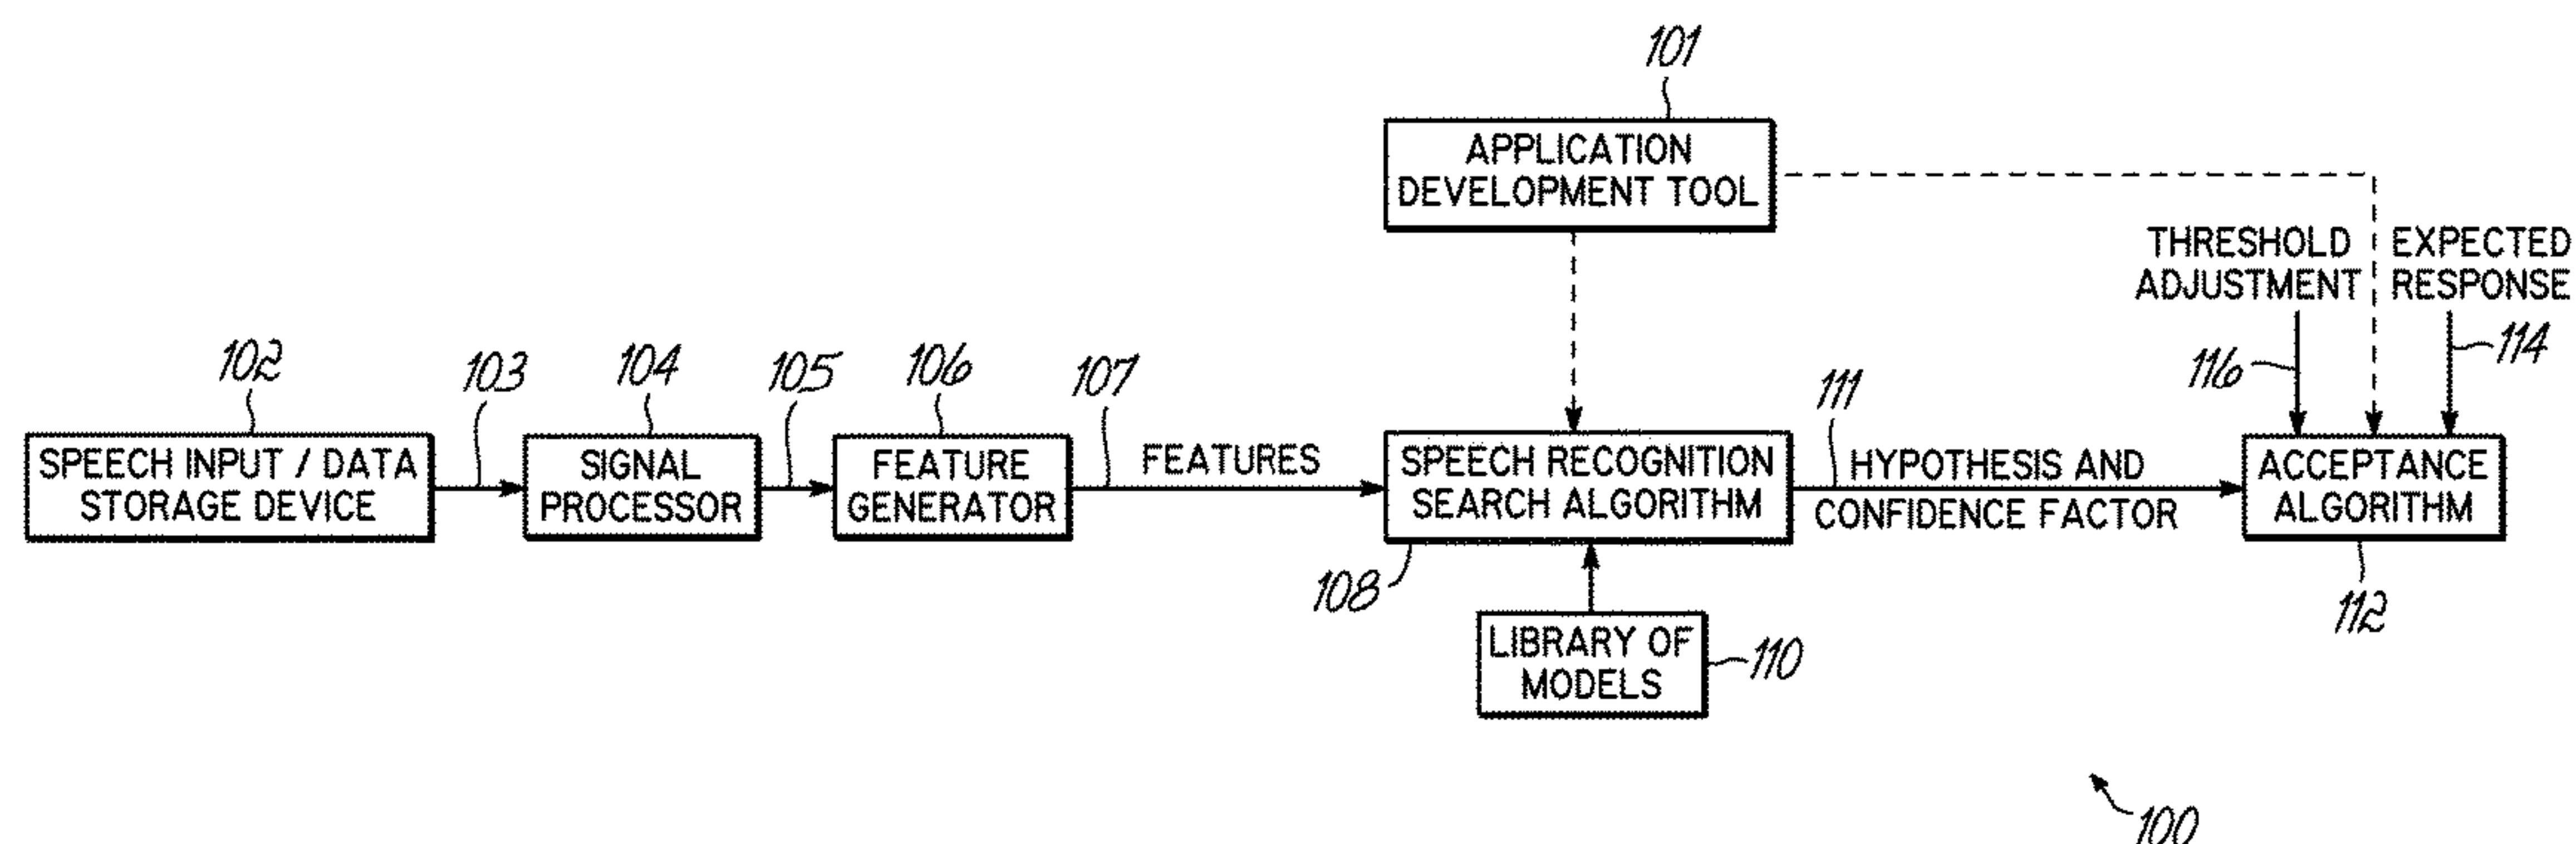 101
APPLICATION
DEVELOPMENT TOOL
THRESHOLD
ADJUSTMENT
EXPECTED
RESPONSE
116
114
102
103
104
105
106
107
111
SPEECH INPUT / DATA
STORAGE DEVICE
SIGNAL
PROCESSOR
FEATURE
GENERATOR
FEATURES
SPEECH RECOGNITION
SEARCH ALGORITHM
HYPOTHESIS AND
CONFIDENCE FACTOR
ACCEPTANCE
ALGORITHM
108
112
LIBRARY OF
MODELS
110
100